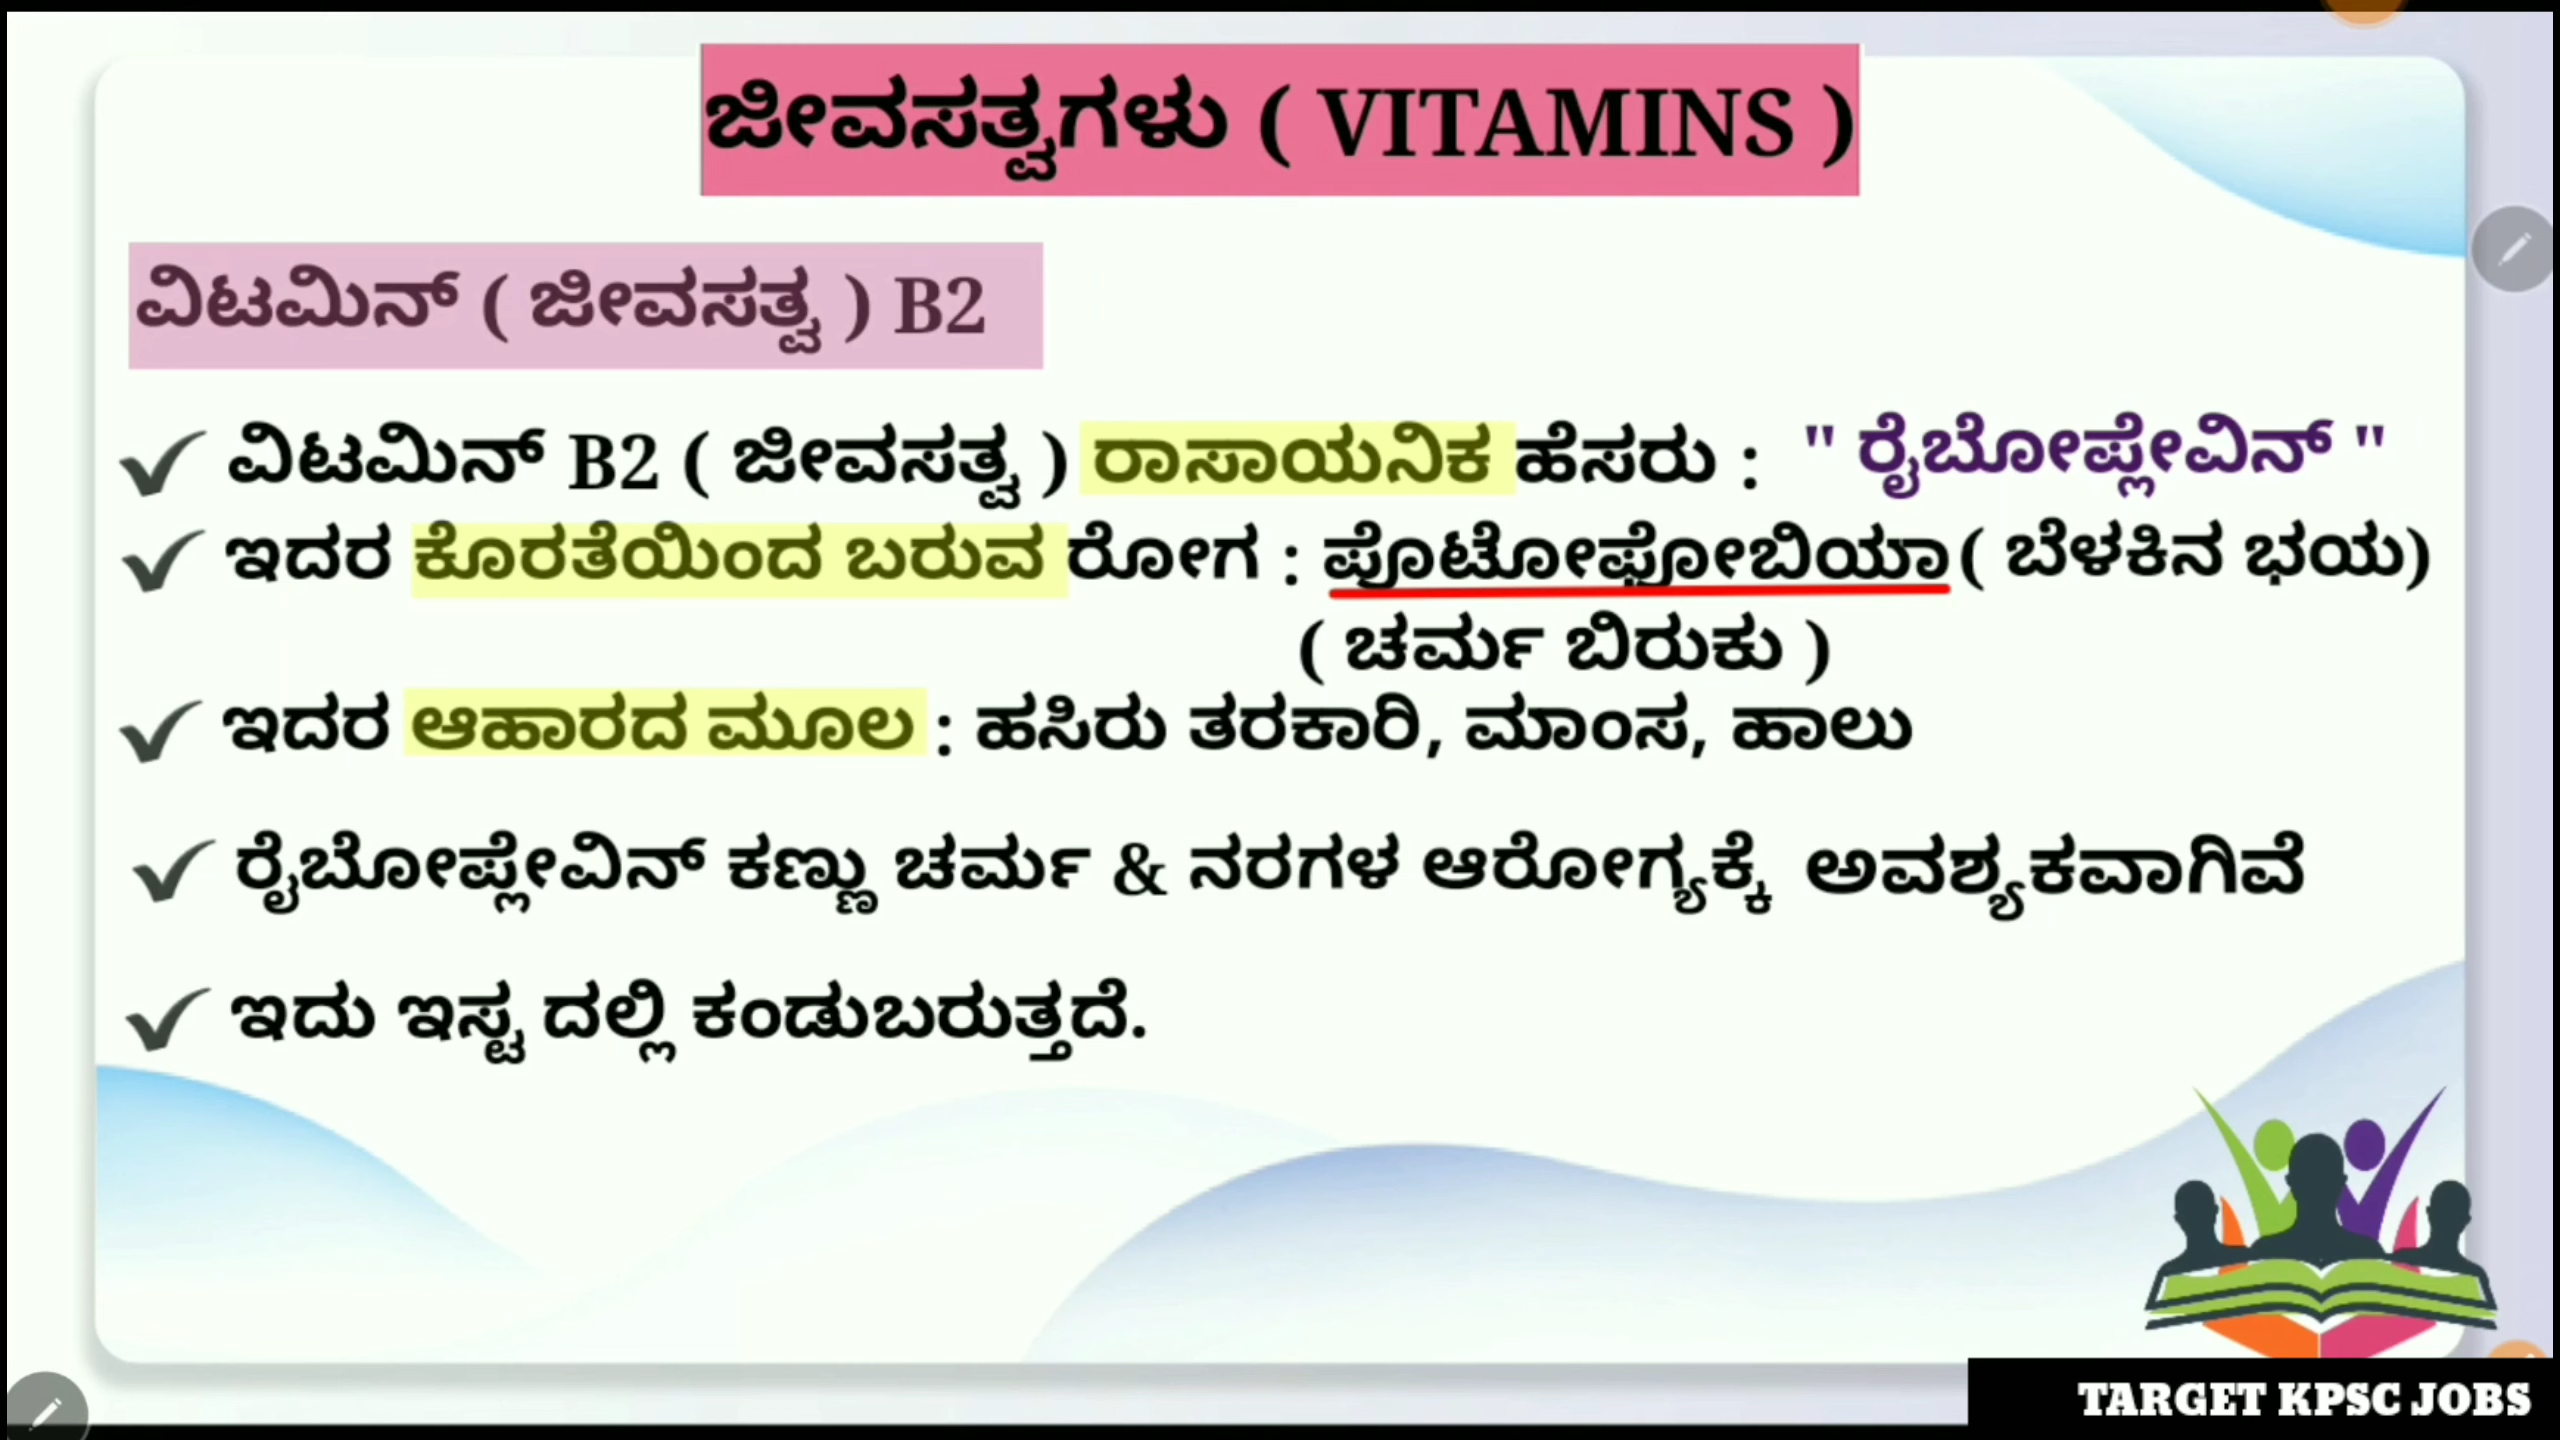 ಜೀವಸತ್ವಗಳು ( VITAMINS )
ವಿಟಮಿನ್ ( ಜೀವಸತ್ವ ) B2
✓ ವಿಟಮಿನ್ B2 ( ಜೀವಸತ್ವ ) ರಾಸಾಯನಿಕ ಹೆಸರು : " ರೈಬೋಪ್ಲೇವಿನ್ "
✓ ಇದರ ಕೊರತೆಯಿಂದ ಬರುವ ರೋಗ : ಫೊಟೋಫೋಬಿಯಾ ( ಬೆಳಕಿನ ಭಯ)
( ಚರ್ಮ ಬಿರುಕು )
✓ ಇದರ ಆಹಾರದ ಮೂಲ : ಹಸಿರು ತರಕಾರಿ, ಮಾಂಸ, ಹಾಲು
✓ ರೈಬೋಪ್ಲೇವಿನ್ ಕಣ್ಣು ಚರ್ಮ & ನರಗಳ ಆರೋಗ್ಯಕ್ಕೆ ಅವಶ್ಯಕವಾಗಿವೆ
✓ ಇದು ಇಸ್ಟ ದಲ್ಲಿ ಕಂಡುಬರುತ್ತದೆ.
TARGET KPSC JOBS